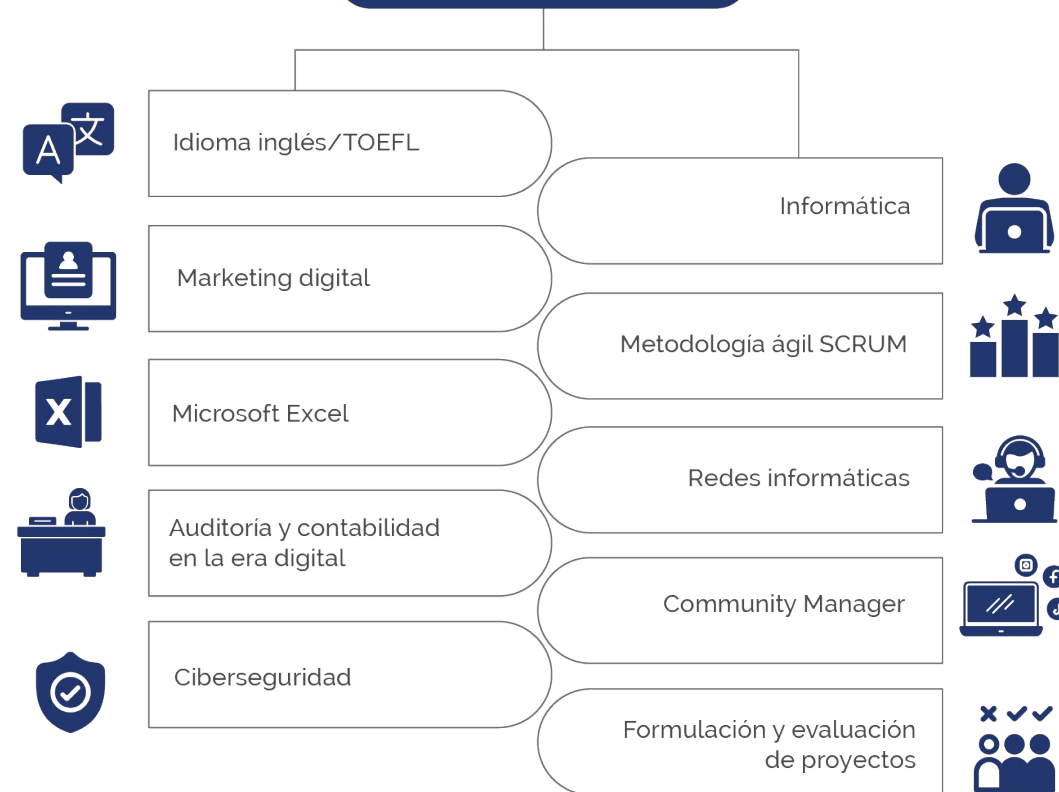 Idioma inglés/TOEFL
Informática
Marketing digital
Metodología ágil SCRUM
Microsoft Excel
Redes informáticas
Auditoría y contabilidad
en la era digital
Community Manager
Ciberseguridad
Formulación y evaluación
de proyectos